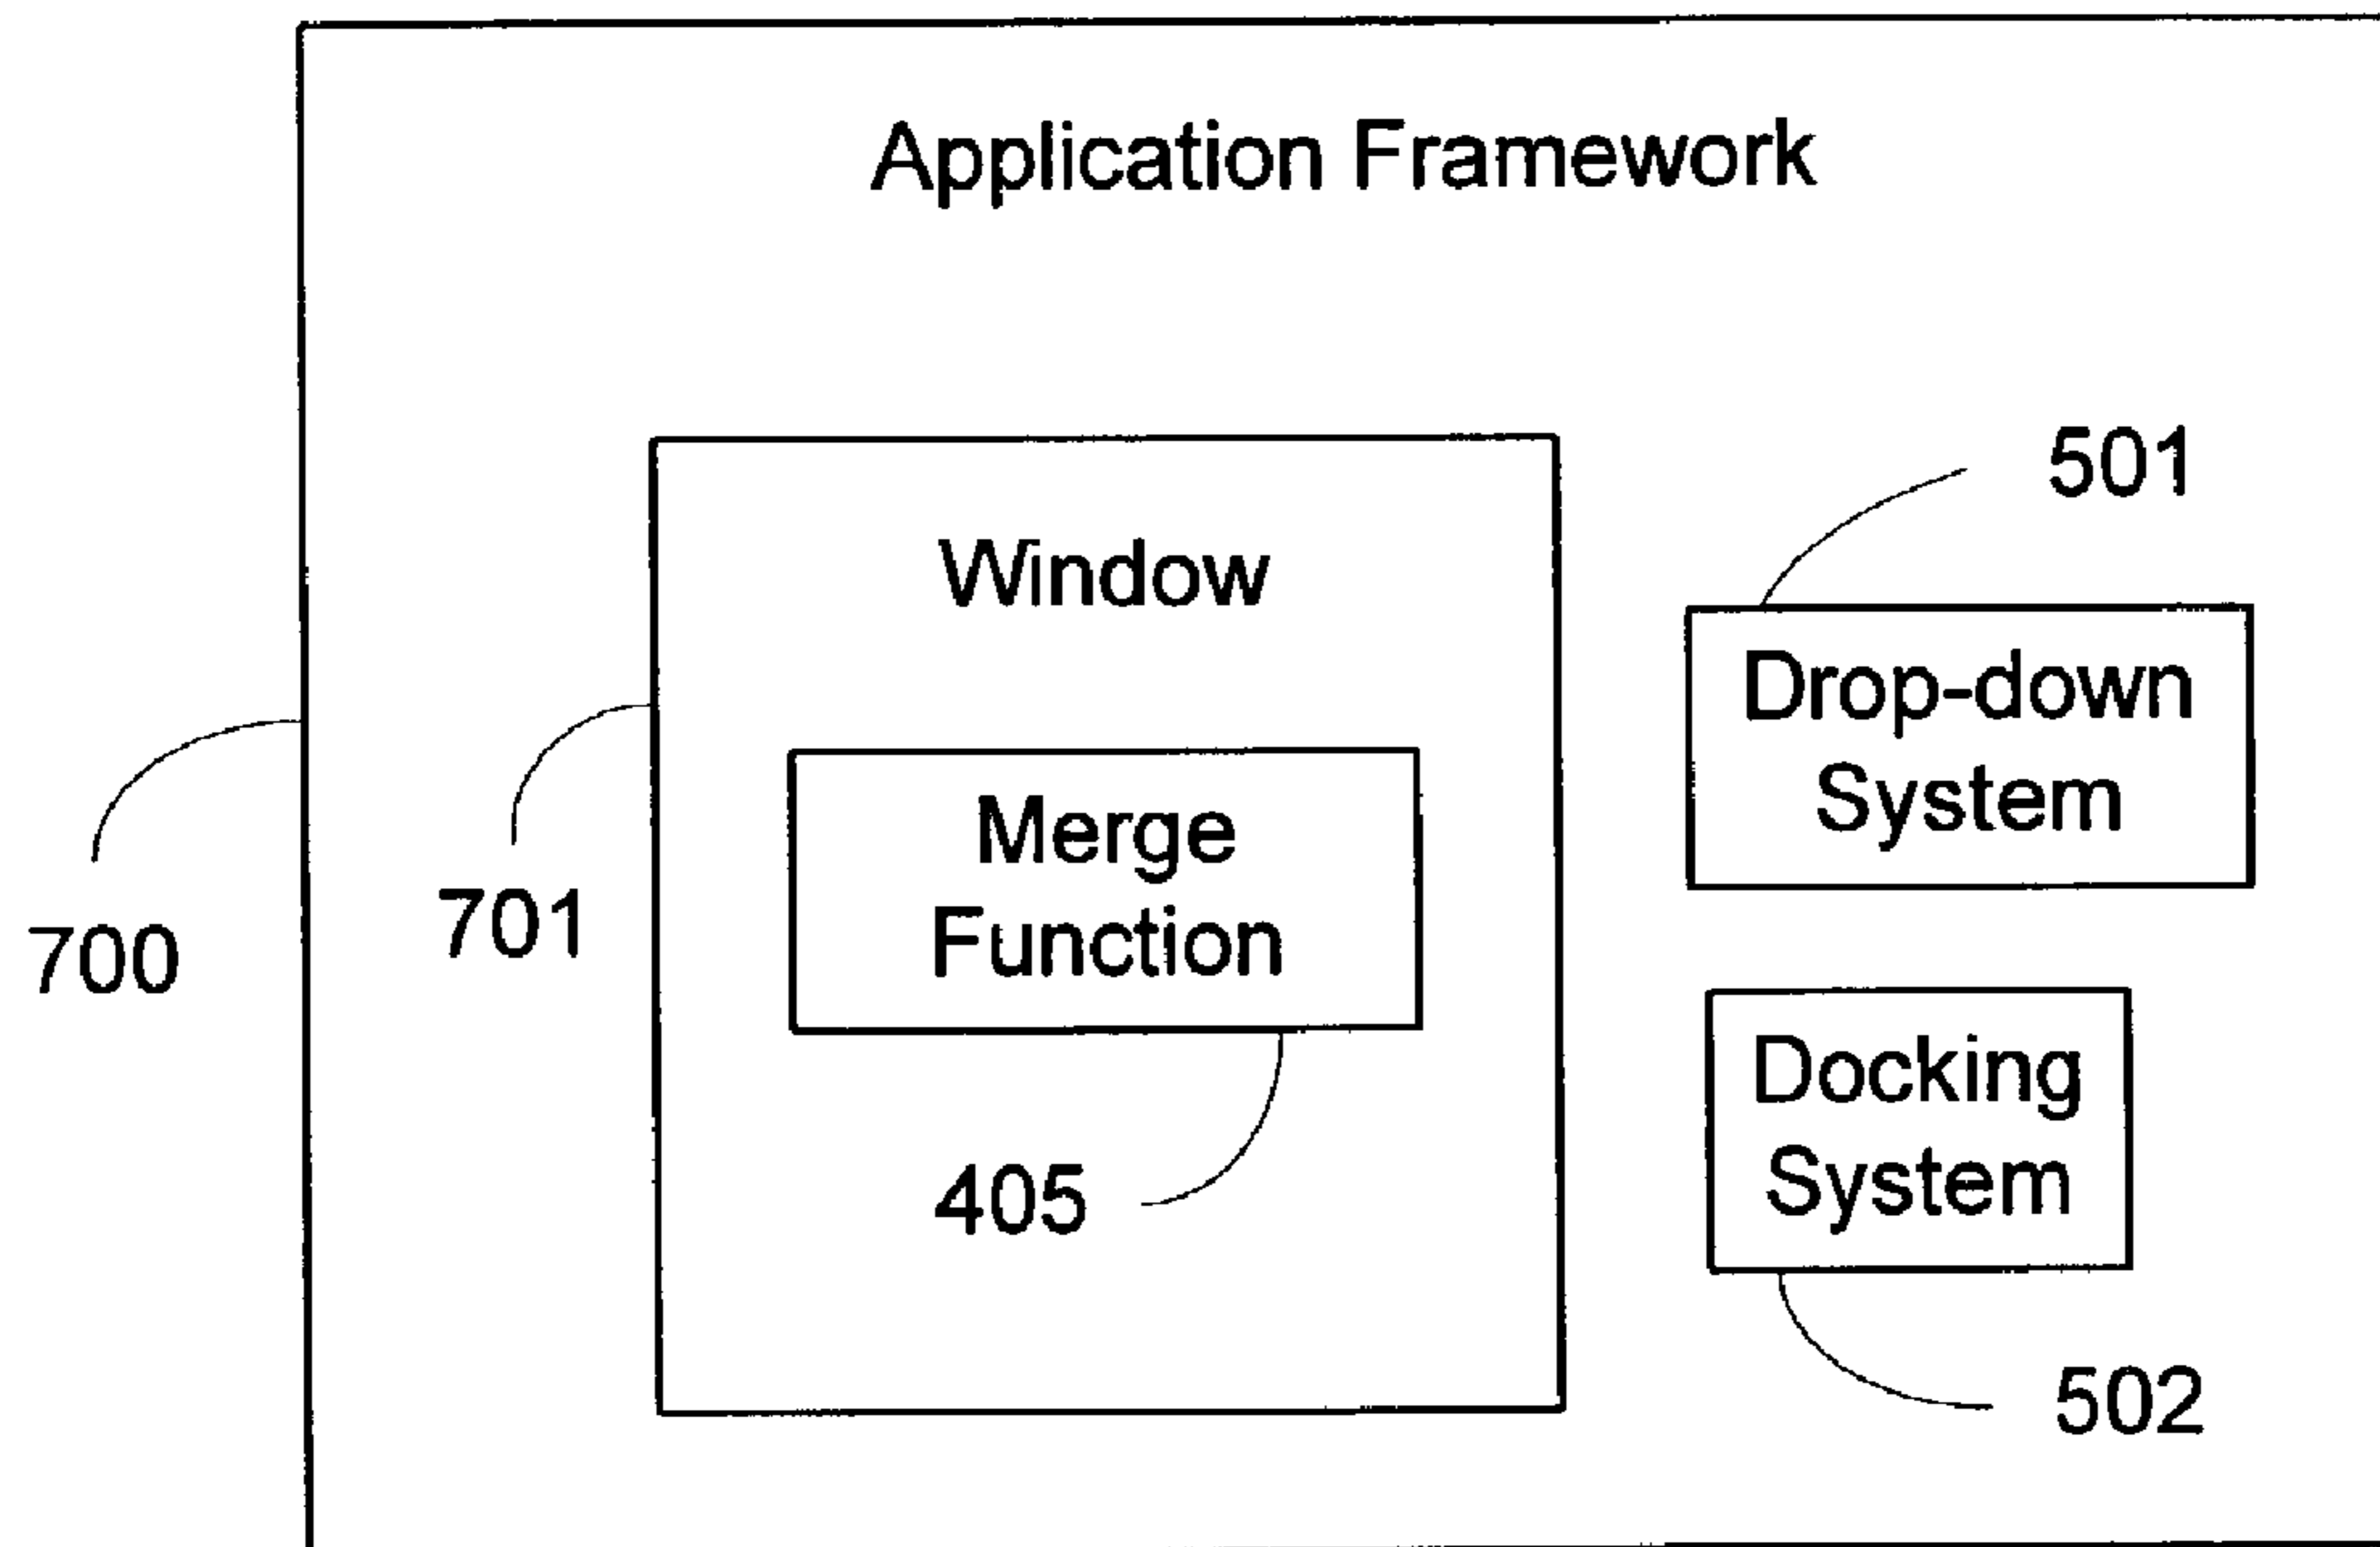 Application Framework
501
Window
Drop-down
System
Merge
Function
700
701
Docking
System
405
502